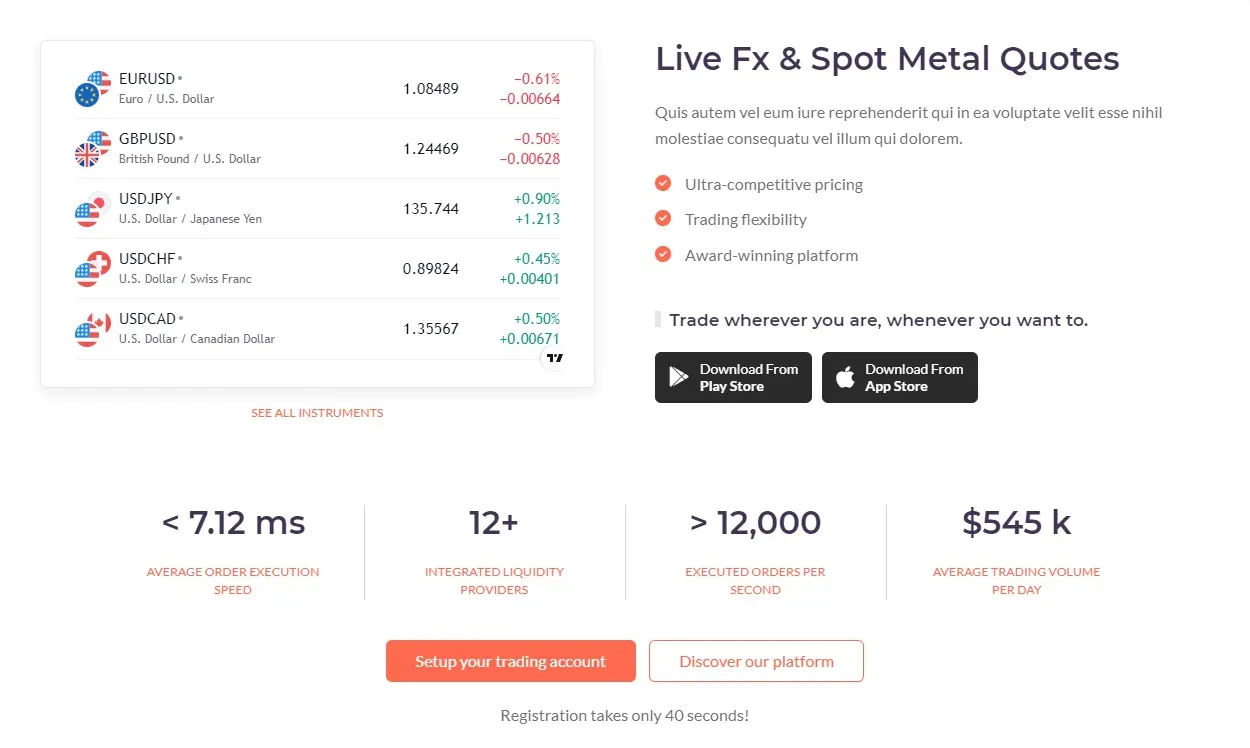 EURUSD
Euro / U.S. Dollar
1.08489
−0.61%
−0.00664
GBPUSD
British Pound / U.S. Dollar
1.24469
−0.50%
−0.00628
USDJPY
U.S. Dollar / Japanese Yen
135.744
+0.90%
+1.213
USDCHF
U.S. Dollar / Swiss Franc
0.89824
+0.45%
+0.00401
USDCAD
U.S. Dollar / Canadian Dollar
1.35567
+0.50%
+0.00671
SEE ALL INSTRUMENTS
Live Fx & Spot Metal Quotes
Quis autem vel eum iure reprehenderit qui in ea voluptate velit esse nihil
molestiae consequatu vel illum qui dolorem.
Ultra-competitive pricing
Trading flexibility
Award-winning platform
Trade wherever you are, whenever you want to.
Download From
Play Store
Download From
App Store
< 7.12 ms
AVERAGE ORDER EXECUTION
SPEED
12+
INTEGRATED LIQUIDITY
PROVIDERS
> 12,000
EXECUTED ORDERS PER
SECOND
$545 k
AVERAGE TRADING VOLUME
PER DAY
Setup your trading account
Discover our platform
Registration takes only 40 seconds!